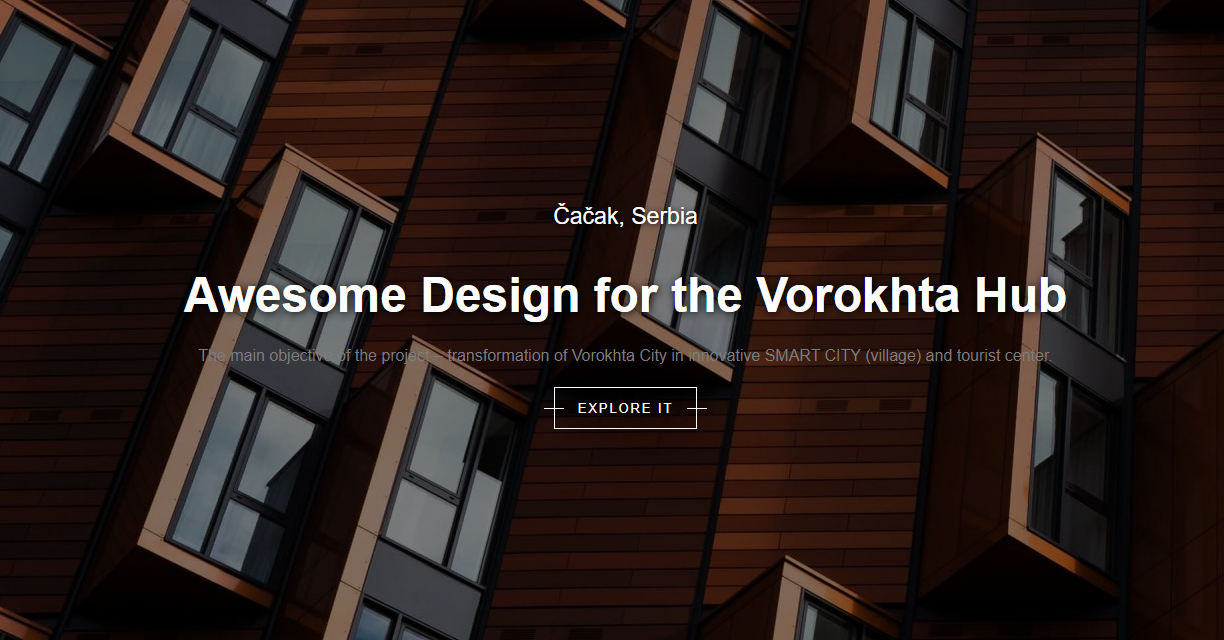 Čačak, Serbia
Awesome Design for the Vorokhta Hub
The main objective of the project – transformation of Vorokhta City in innovative SMART CITY (village) and tourist center.
EXPLORE IT